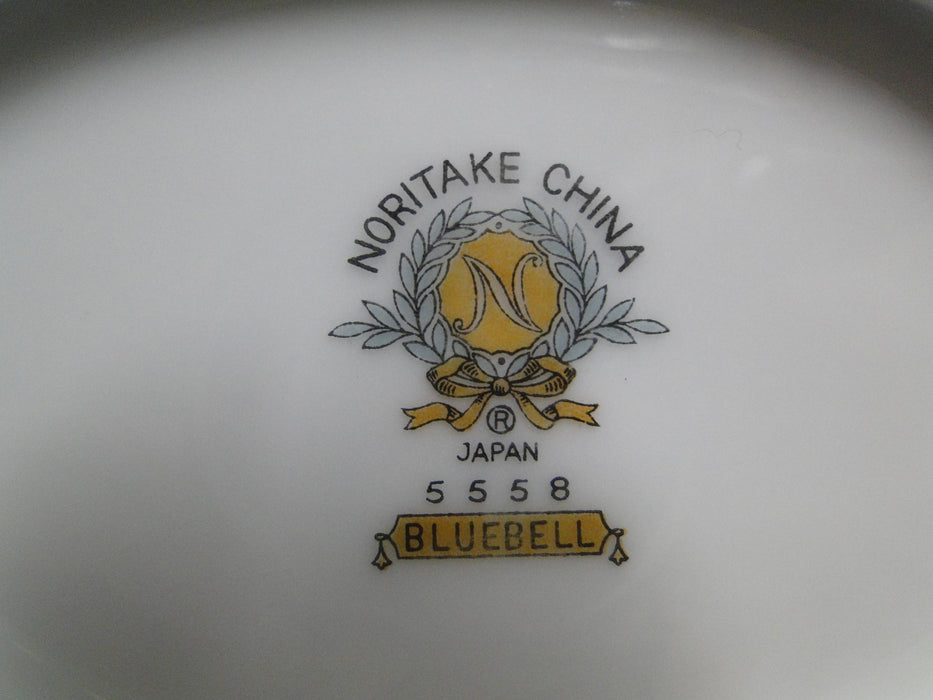 NORITAKE CHINA
N
®
JAPAN
5558
BLUEBELL